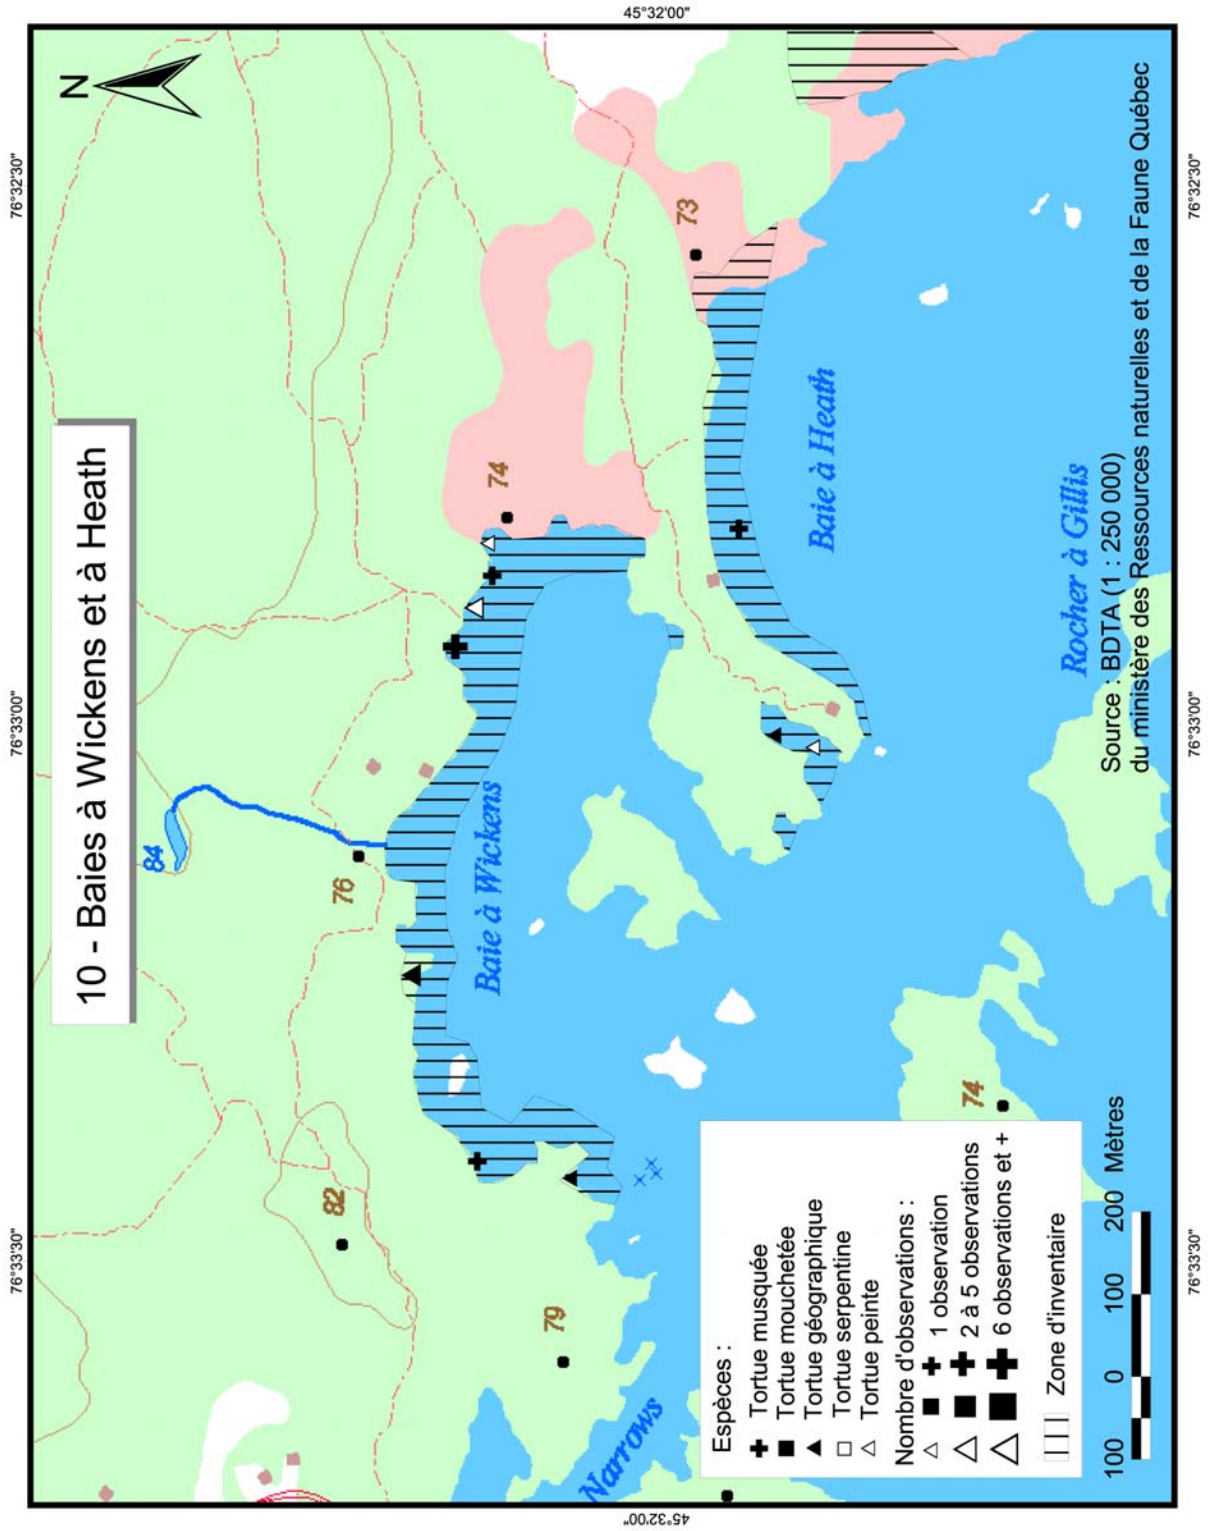 10 - Baies à Wickens et à Heath
N
76°33'30"
76°33'00"
76°32'30"
45°32'00"
45°32'00"
84
76
82
79
74
73
74
Baie à Wickens
Baie à Heath
Rocher à Gillis
Narrows
Espèces :
Tortue musquée
Tortue mouchetée
Tortue géographique
Tortue serpentine
Tortue peinte
Nombre d'observations :
1 observation
2 à 5 observations
6 observations et +
Zone d'inventaire
100 0 100 200 Mètres
Source : BDTA (1 : 250 000)
du ministère des Ressources naturelles et de la Faune Québec
76°33'30"
76°33'00"
76°32'30"